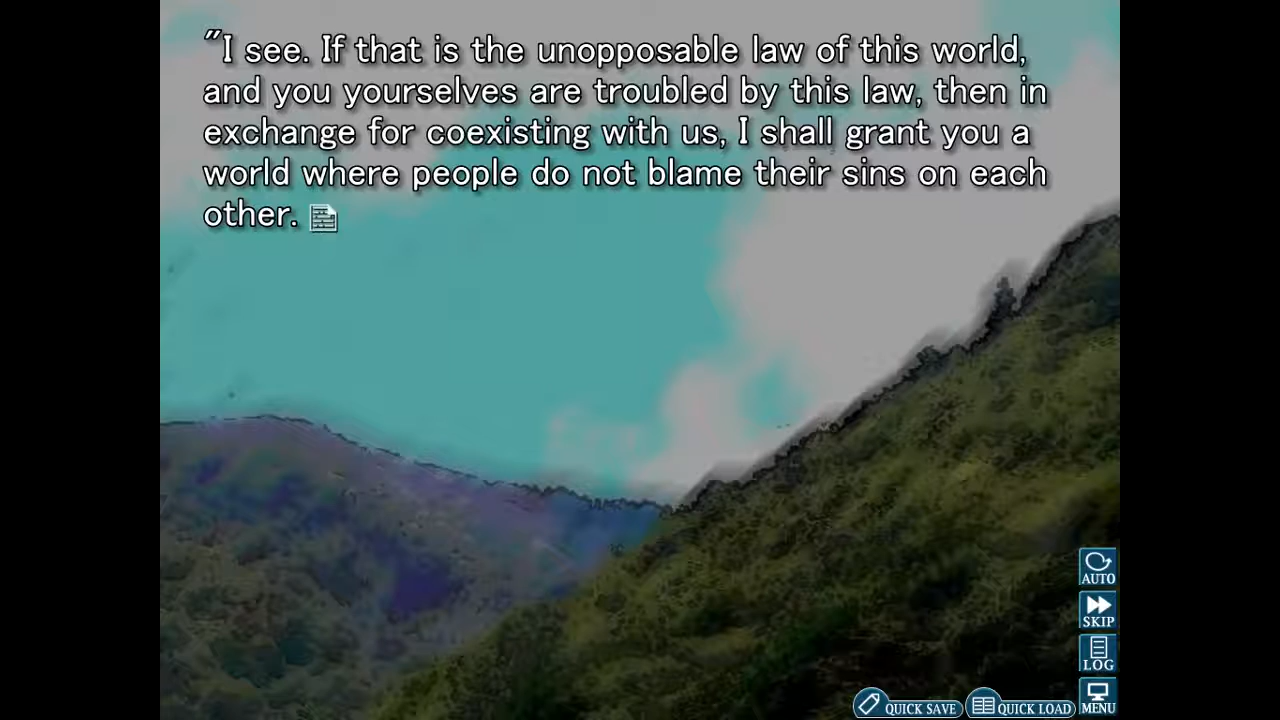 "I see. If that is the unopposable law of this world,
and you yourselves are troubled by this law, then in
exchange for coexisting with us, I shall grant you a
world where people do not blame their sins on each
other.
AUTO
SKIP
LOG
QUICK SAVE QUICK LOAD MENU